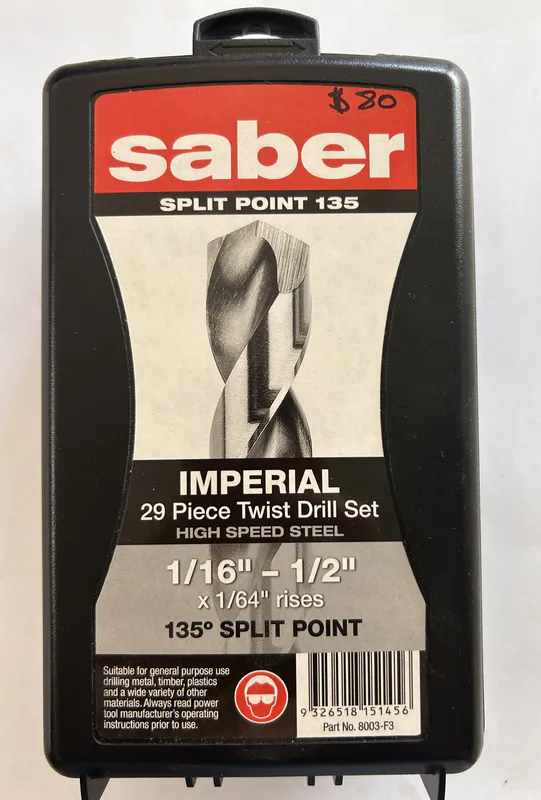 $ 80
saber
SPLIT POINT 135
IMPERIAL
29 Piece Twist Drill Set
HIGH SPEED STEEL
1/16" – 1/2"
x 1/64" rises
135º SPLIT POINT
Suitable for general purpose use
drilling metal, timber, plastics
and a wide variety of other
materials. Always read power
tool manufacturer's operating
instructions prior to use.
9 326518 151456
Part No. 8003-F3